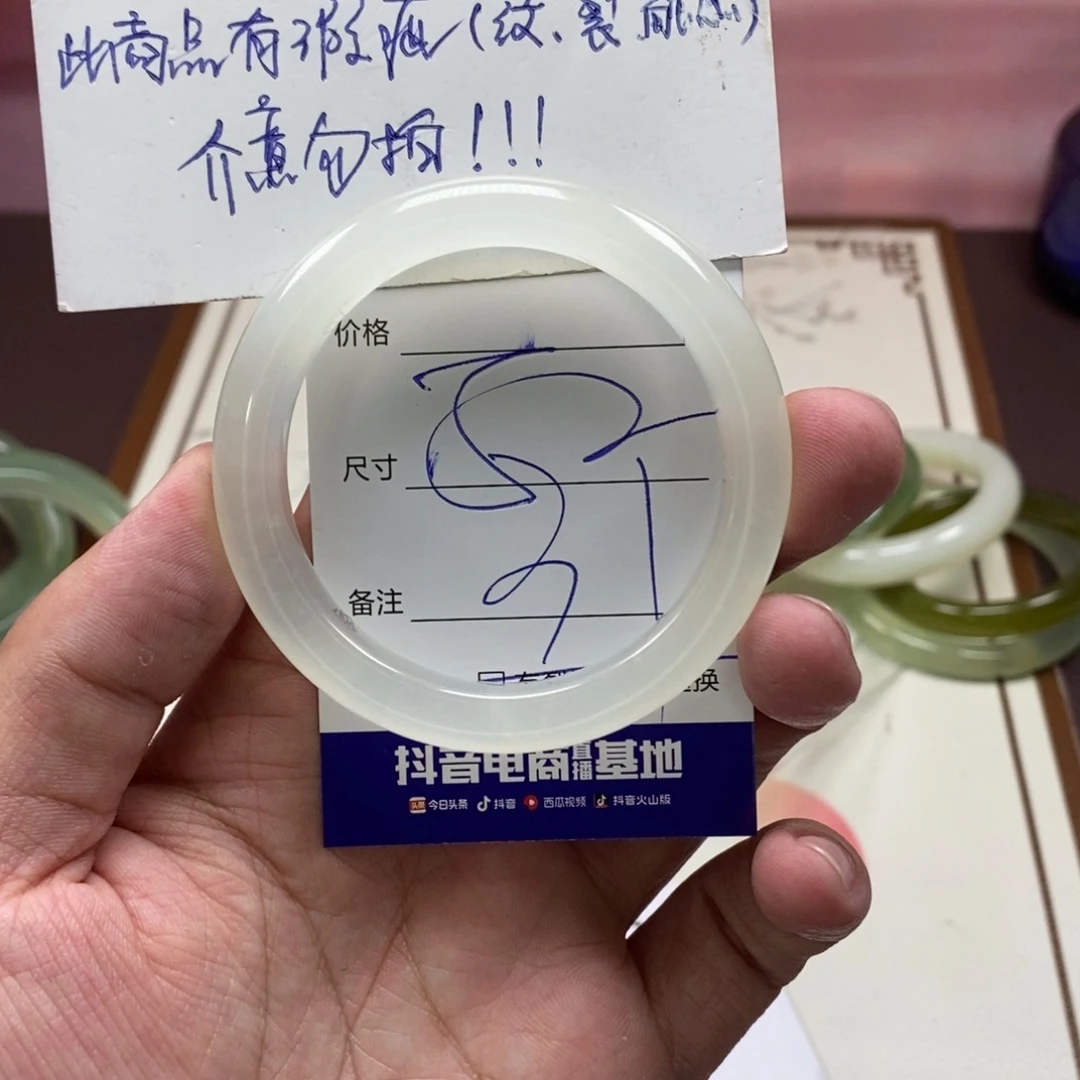 此商品有瑕疵(纹、裂
介意勿拍!!!
价格
尺寸
备注
换
抖音电商直播基地
今日头条 抖音 西瓜视频 抖音火山版